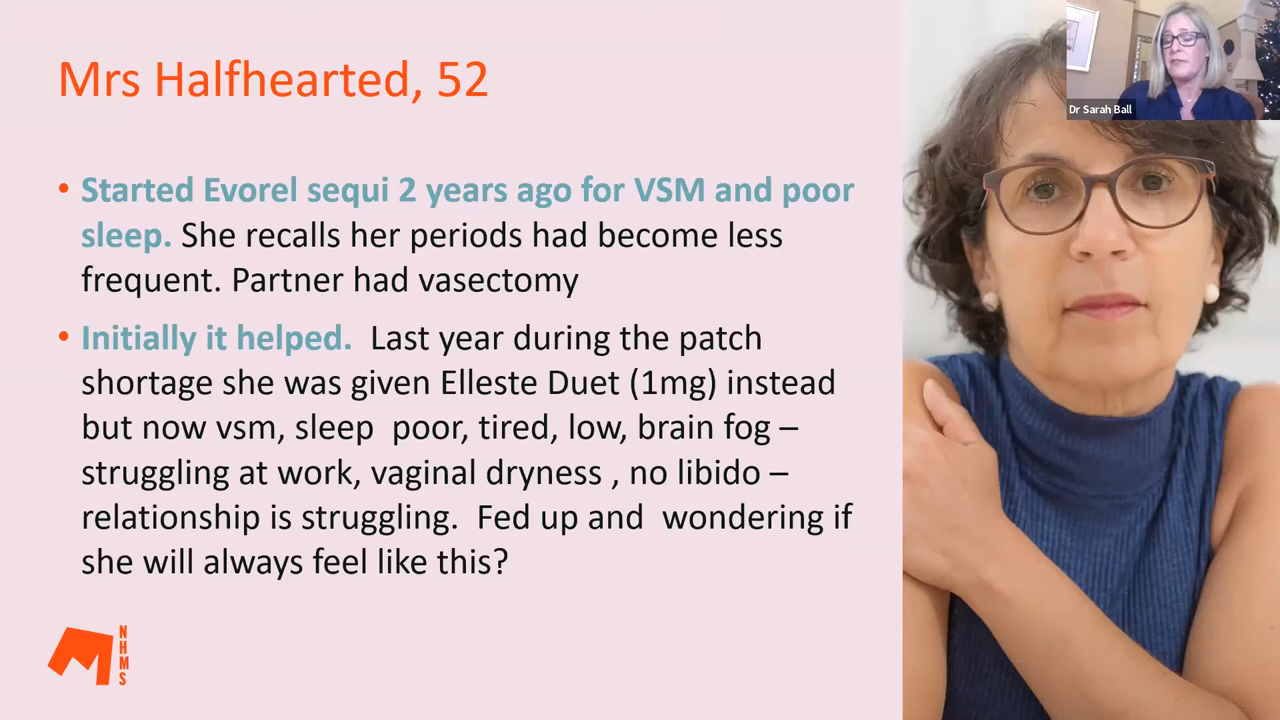 Mrs Halfhearted, 52
Dr Sarah Ball
• Started Evorel sequi 2 years ago for VSM and poor
sleep. She recalls her periods had become less
frequent. Partner had vasectomy
• Initially it helped.  Last year during the patch
shortage she was given Elleste Duet (1mg) instead
but now vsm, sleep  poor, tired, low, brain fog –
struggling at work, vaginal dryness , no libido –
relationship is struggling.  Fed up and  wondering if
she will always feel like this?
NHMS